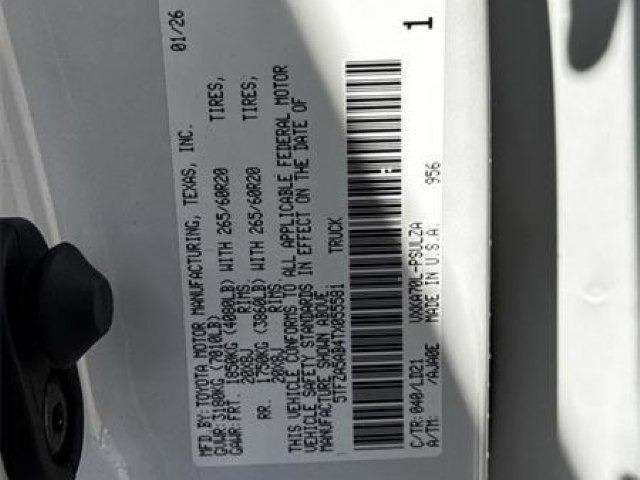 MFD. BY: TOYOTA MOTOR MANUFACTURING, TEXAS, INC. 01/26
GVWR: 3180KG (7010LB)
GAWR: FRT. 1850KG (4080LB) WITH 265/60R20 TIRES,
20X8J RIMS,
RR. 1750KG (3860LB) WITH 265/60R20 TIRES,
20X8J RIMS
THIS VEHICLE CONFORMS TO ALL APPLICABLE FEDERAL MOTOR
VEHICLE SAFETY STANDARDS IN EFFECT ON THE DATE OF
MANUFACTURE SHOWN ABOVE.
TRUCK
C/TR: 040/LD21 VXKA70L-PSULZA
A/TM: /AJA0E MADE IN U.S.A. 956
1